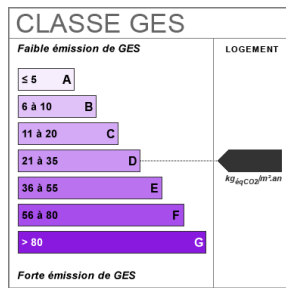 CLASSE GES
Faible émission de GES
LOGEMENT
≤ 5 A
6 à 10 B
11 à 20 C
21 à 35 D
kgéqCO2/m².an
36 à 55 E
56 à 80 F
> 80 G
Forte émission de GES